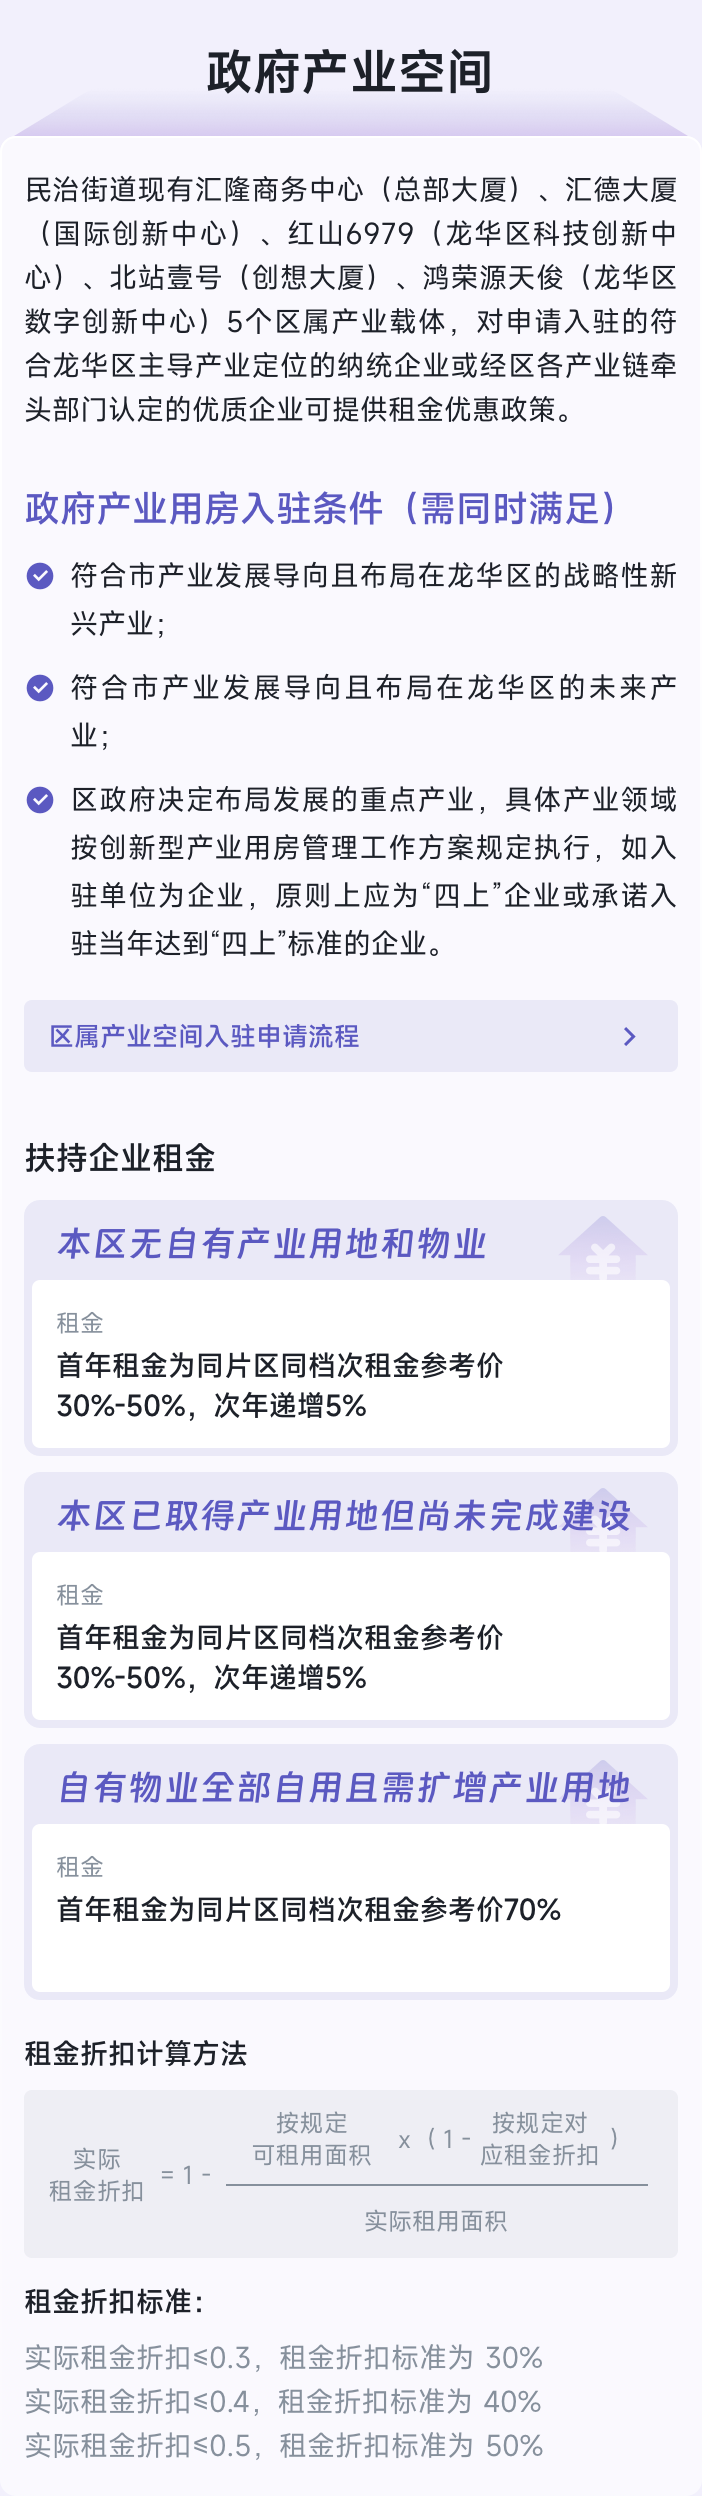 政府产业空间
民治街道现有汇隆商务中心（总部大厦）、汇德大厦
（国际创新中心）、红山6979（龙华区科技创新中
心）、北站壹号（创想大厦）、鸿荣源天俊（龙华区
数字创新中心）5个区属产业载体，对申请入驻的符
合龙华区主导产业定位的纳统企业或经区各产业链牵
头部门认定的优质企业可提供租金优惠政策。
政府产业用房入驻条件（需同时满足）
符合市产业发展导向且布局在龙华区的战略性新
兴产业；
符合市产业发展导向且布局在龙华区的未来产
业；
区政府决定布局发展的重点产业，具体产业领域
按创新型产业用房管理工作方案规定执行，如入
驻单位为企业，原则上应为“四上”企业或承诺入
驻当年达到“四上”标准的企业。
区属产业空间入驻申请流程
扶持企业租金
本区无自有产业用地和物业
租金
首年租金为同片区同档次租金参考价
30%-50%，次年递增5%
本区已取得产业用地但尚未完成建设
租金
首年租金为同片区同档次租金参考价
30%-50%，次年递增5%
自有物业全部自用且需扩增产业用地
租金
首年租金为同片区同档次租金参考价70%
租金折扣计算方法
实际
租金折扣
= 1 -
按规定
可租用面积
x （ 1 -
按规定对
应租金折扣
）
实际租用面积
租金折扣标准：
实际租金折扣≤0.3，租金折扣标准为 30%
实际租金折扣≤0.4，租金折扣标准为 40%
实际租金折扣≤0.5，租金折扣标准为 50%